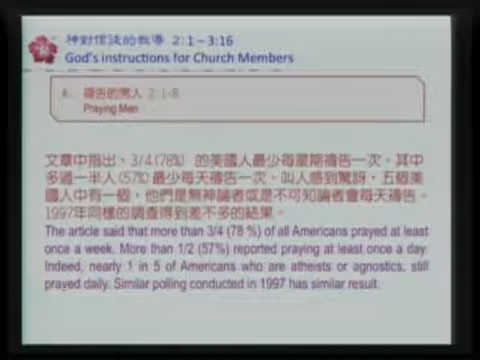 神對信徒的教導 2:1-3:16
God's instructions for Church Members
A. 禱告的男人 2:1-8
Praying Men
文章中指出，3/4 (78%) 的美國人最少每星期禱告一次。其中
多過一半人(57%) 最少每天禱告一次。叫人感到驚訝，五個美
國人中有一個，他們是無神論者或是不可知論者會每天禱告。
1997年同樣的調查得到差不多的結果。
The article said that more than 3/4 (78 %) of all Americans prayed at least
once a week. More than 1/2 (57%) reported praying at least once a day.
Indeed, nearly 1 in 5 of Americans who are atheists or agnostics, still
prayed daily. Similar polling conducted in 1997 has similar result.